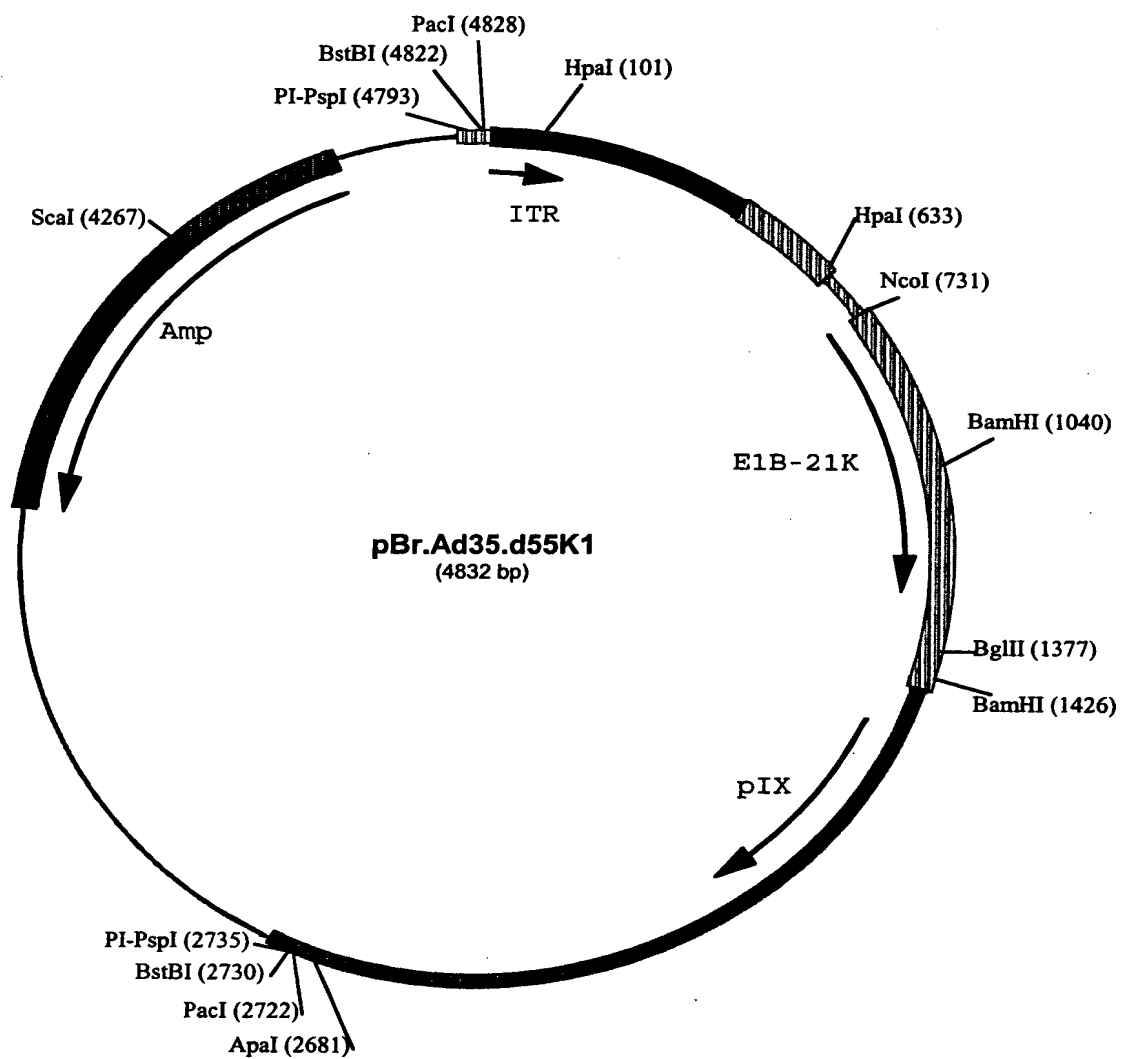 PacI (4828)
BstBI (4822)
HpaI (101)
PI-PspI (4793)
ITR
ScaI (4267)
HpaI (633)
NcoI (731)
Amp
BamHI (1040)
E1B-21K
pBr.Ad35.d55K1
(4832 bp)
BglII (1377)
BamHI (1426)
pIX
PI-PspI (2735)
BstBI (2730)
PacI (2722)
ApaI (2681)